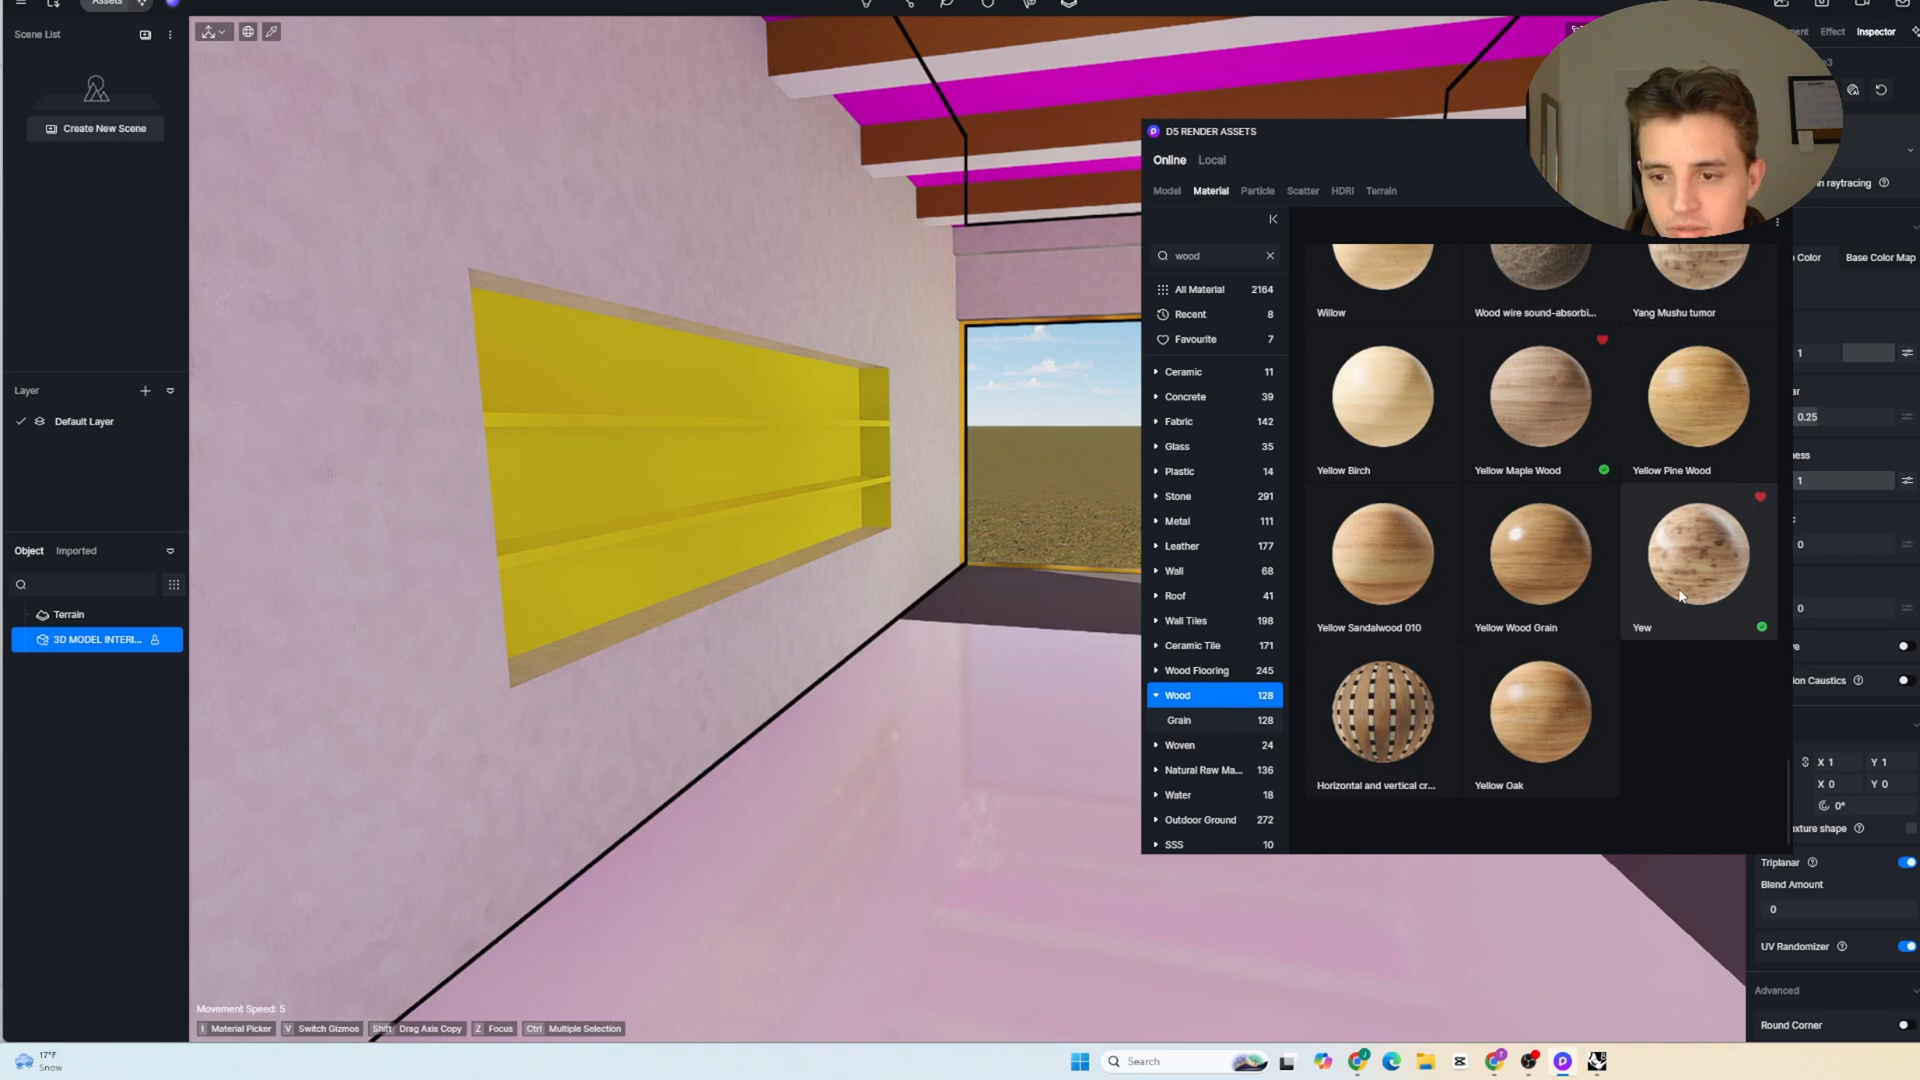 Assets
Scene List
Create New Scene
Layer
Default Layer
Object Imported
Terrain
3D MODEL INTERI...
Movement Speed: 5
I Material Picker V Switch Gizmos Shift Drag Axis Copy Z Focus Ctrl Multiple Selection
D5 RENDER ASSETS
Online Local
Model Material Particle Scatter HDRI Terrain
wood
All Material 2164
Recent 8
Favourite 7
Ceramic 11
Concrete 39
Fabric 142
Glass 35
Plastic 14
Stone 291
Metal 111
Leather 177
Wall 68
Roof 41
Wall Tiles 198
Ceramic Tile 171
Wood Flooring 245
Wood 128
Grain 128
Woven 24
Natural Raw Ma... 136
Water 18
Outdoor Ground 272
SSS 10
Willow
Wood wire sound-absorbi...
Yang Mushu tumor
Yellow Birch
Yellow Maple Wood
Yellow Pine Wood
Yellow Sandalwood 010
Yellow Wood Grain
Yew
Horizontal and vertical cr...
Yellow Oak
Effect Inspector
raytracing
Color Base Color Map
1
0.25
1
0
0
Caustics
X 1 Y 1
X 0 Y 0
0°
shape
Triplanar
Blend Amount
0
UV Randomizer
Advanced
Round Corner
17°F
Snow
Search